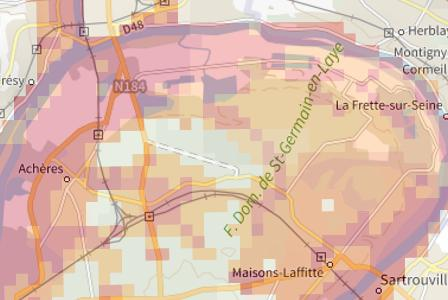 D48
Herblay
Montigny
Cormeil
résy
N184
La Frette-sur-Seine
F. Dom. de St-Germain-en-Laye
Achères
Maisons-Laffitte
Sartrouvill